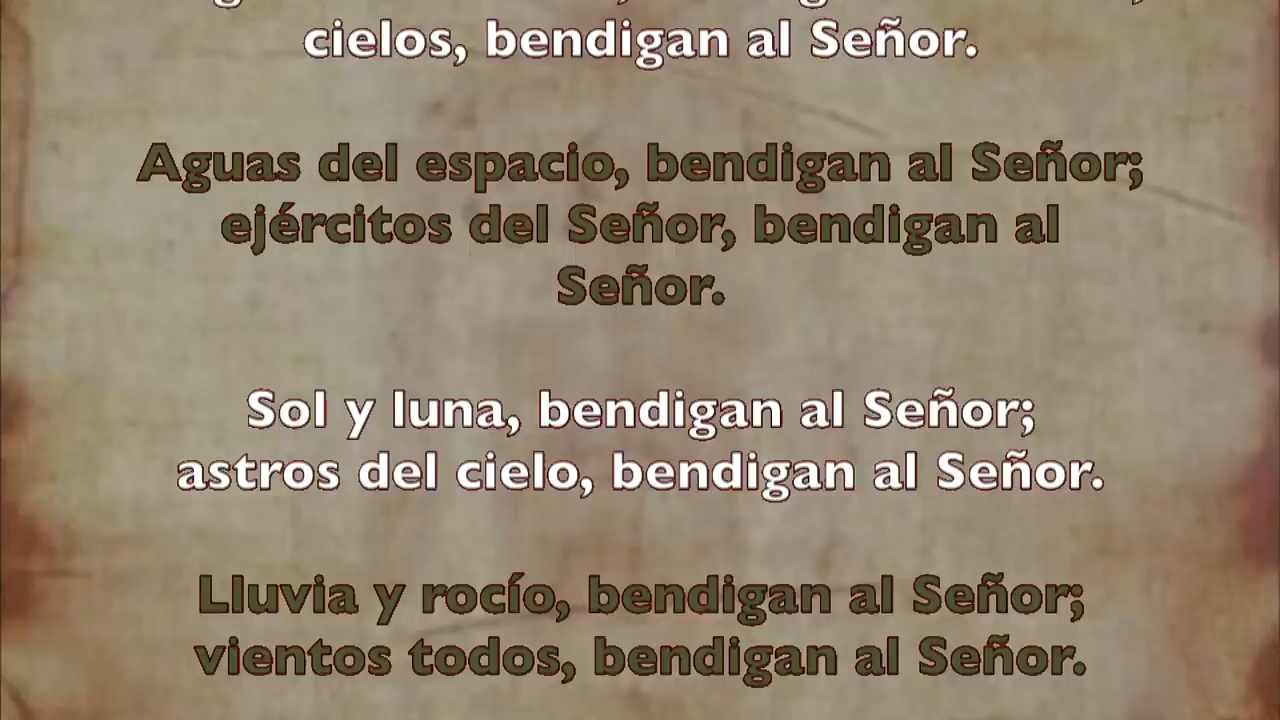 cielos, bendigan al Señor.
Aguas del espacio, bendigan al Señor;
ejércitos del Señor, bendigan al
Señor.
Sol y luna, bendigan al Señor;
astros del cielo, bendigan al Señor.
Lluvia y rocío, bendigan al Señor;
vientos todos, bendigan al Señor.